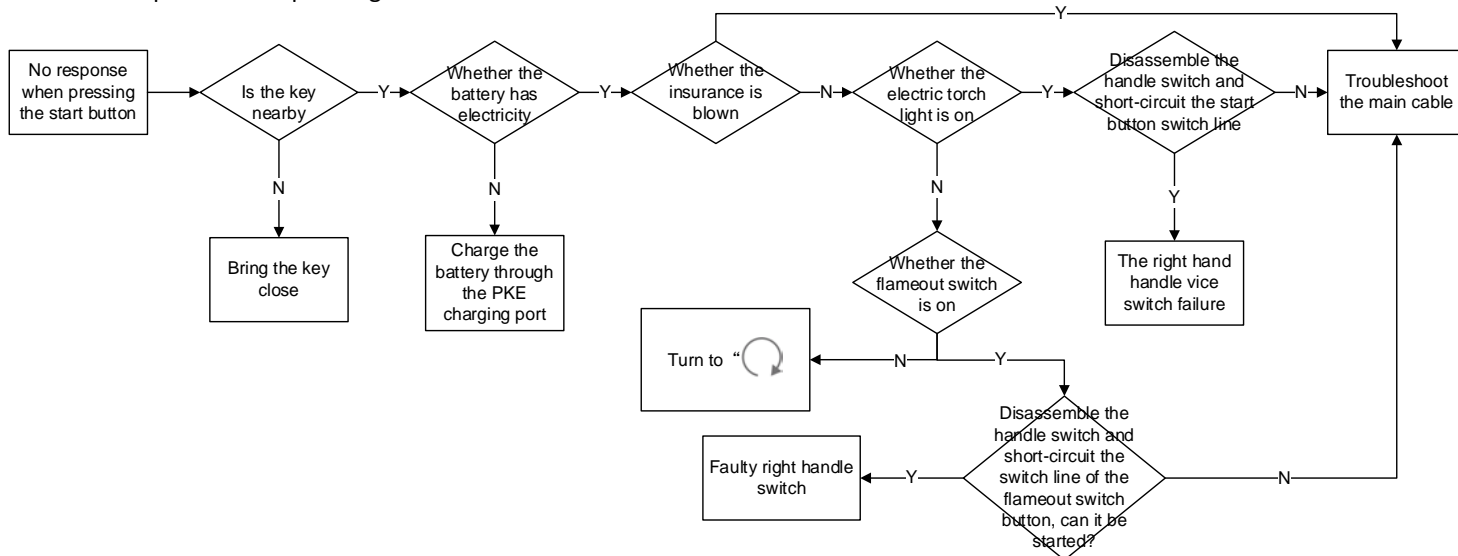 Y
No response
when pressing
the start button
Is the key
nearby
Y
Whether the
battery has
electricity
Y
Whether the
insurance is
blown
N
Whether the
electric torch
light is on
Y
Disassemble the
handle switch and
short-circuit the start
button switch line
N
Troubleshoot
the main cable
N
N
N
Y
Bring the key
close
Charge the
battery through
the PKE
charging port
Whether the
flameout switch
is on
The right hand
handle vice
switch failure
Turn to “
N
Y
Disassemble the
handle switch and
short-circuit the
switch line of the
flameout switch
button, can it be
started?
Faulty right handle
switch
Y
N